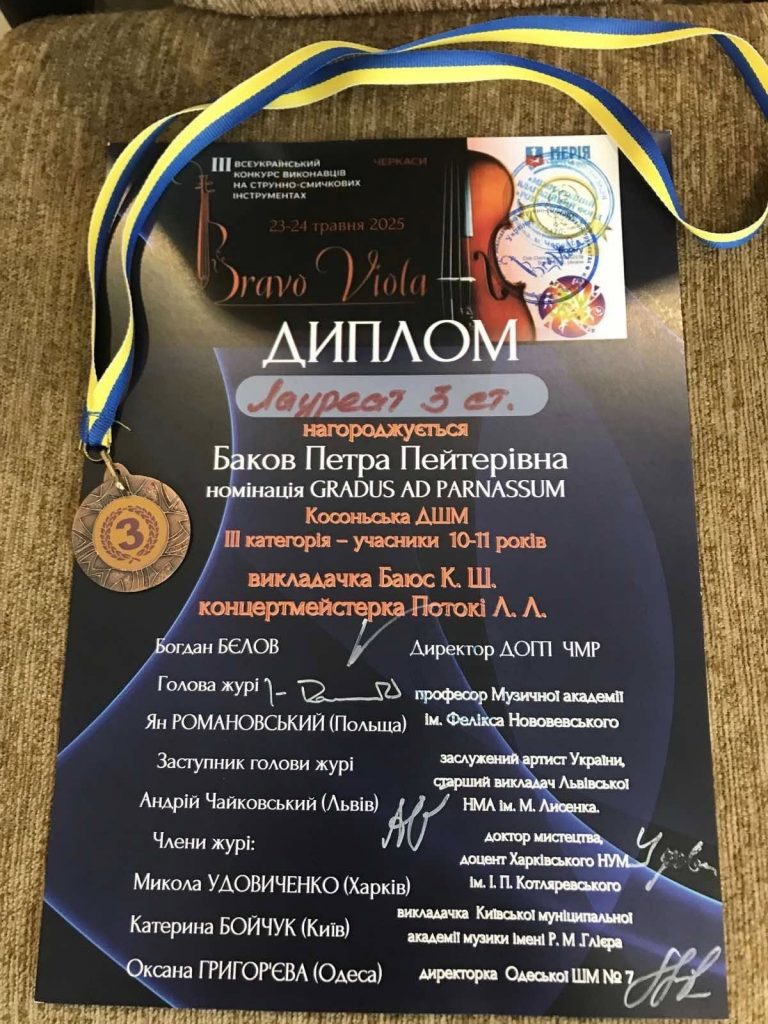 III ВСЕУКРАЇНСЬКИЙ
КОНКУРС ВИКОНАВЦІВ
НА СТРУННО-СМИЧКОВИХ
ІНСТРУМЕНТАХ
ЧЕРКАСИ
МЕРІЯ
23-24 травня 2025
Bravo Viola
ДИПЛОМ
Лауреат 3 ст.
нагороджується
Баков Петра Пейтерівна
номінація GRADUS AD PARNASSUM
Косоньська ДШМ
III категорія – учасники 10-11 років
викладачка Баюс К. Ш.
концертмейстерка Потокі Л. Л.
3
Богдан БЄЛОВ Директор ДОГП ЧМР
Голова журі професор Музичної академії
Ян РОМАНОВСЬКИЙ (Польща) ім. Фелікса Нововевського
Заступник голови журі заслужений артист України,
старший викладач Львівської
Андрій Чайковський (Львів) НМА ім. М. Лисенка.
Члени журі: доктор мистецтва,
доцент Харківського НУМ
Микола УДОВИЧЕНКО (Харків) ім. І. П. Котляревського
Катерина БОЙЧУК (Київ) викладачка Київської муніципальної
академії музики імені Р. М .Глієра
Оксана ГРИГОР'ЄВА (Одеса) директорка Одеської ШМ № 7